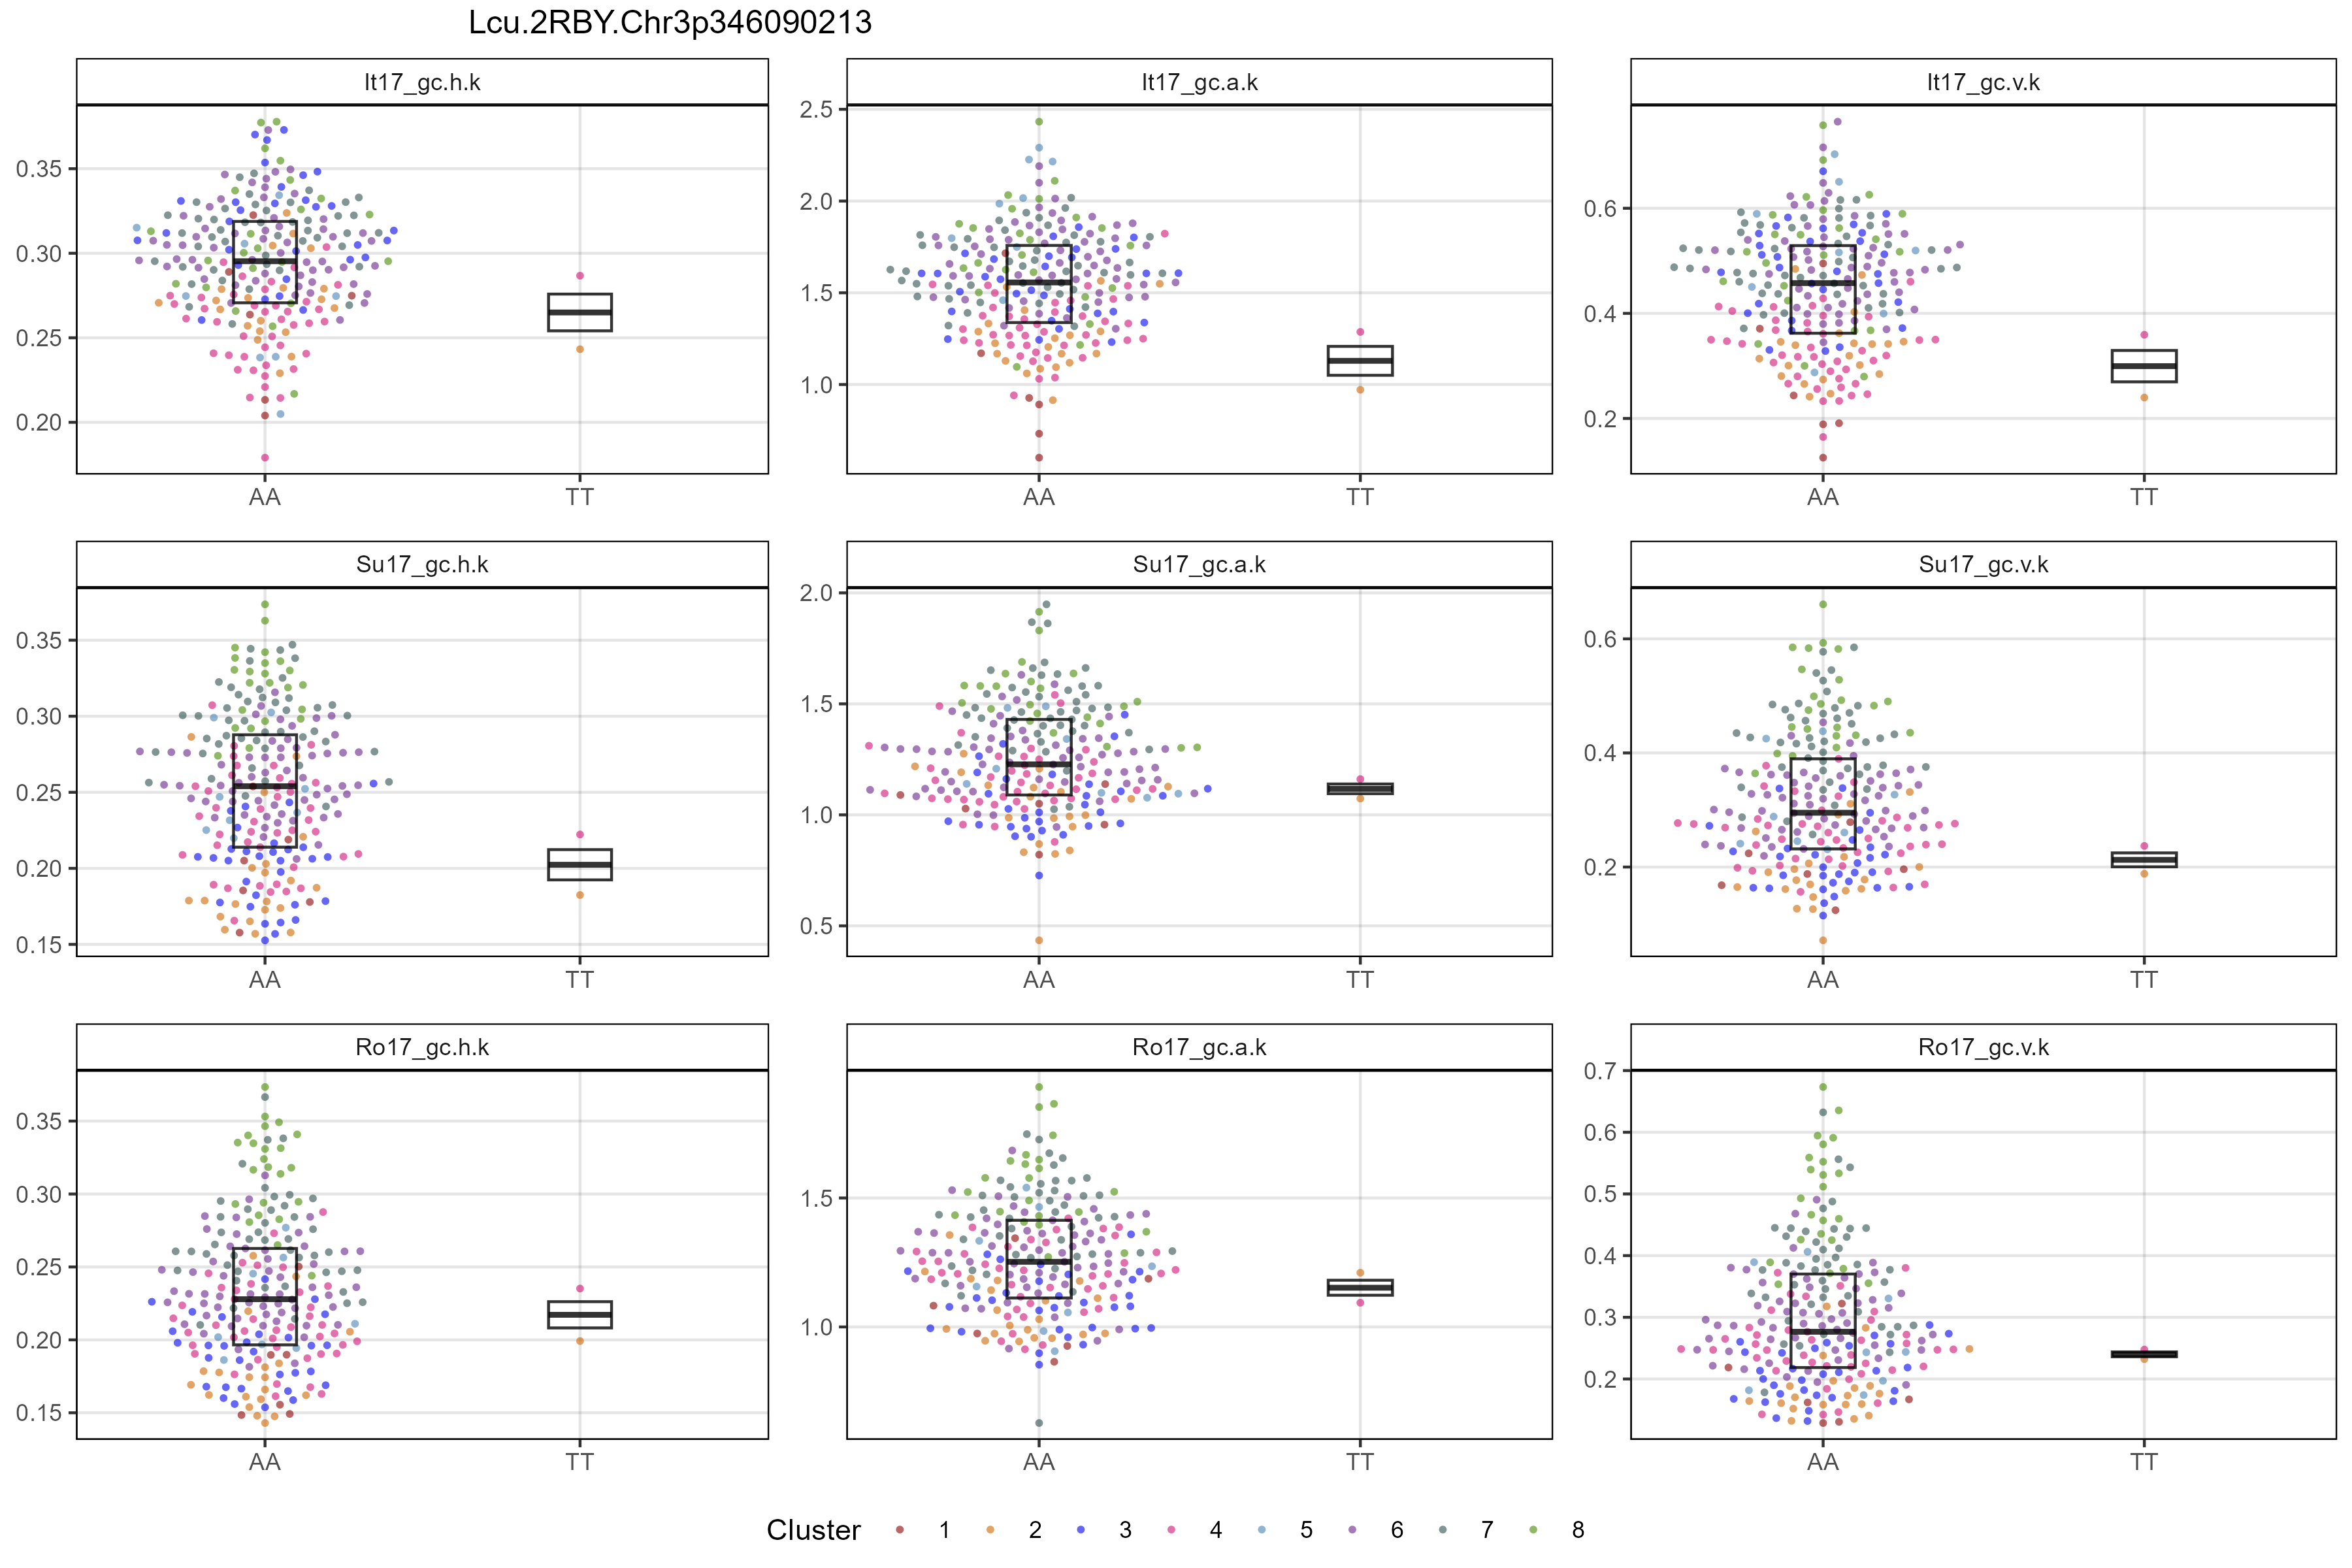 Lcu.2RBY.Chr3p346090213
It17_gc.h.k
It17_gc.a.k
It17_gc.v.k
0.35
0.30
0.25
0.20
AA
TT
2.5
2.0
1.5
1.0
AA
TT
0.6
0.4
0.2
AA
TT
Su17_gc.h.k
Su17_gc.a.k
Su17_gc.v.k
0.35
0.30
0.25
0.20
0.15
AA
TT
2.0
1.5
1.0
0.5
AA
TT
0.6
0.4
0.2
AA
TT
Ro17_gc.h.k
Ro17_gc.a.k
Ro17_gc.v.k
0.35
0.30
0.25
0.20
0.15
AA
TT
1.5
1.0
AA
TT
0.7
0.6
0.5
0.4
0.3
0.2
AA
TT
Cluster 1 2 3 4 5 6 7 8